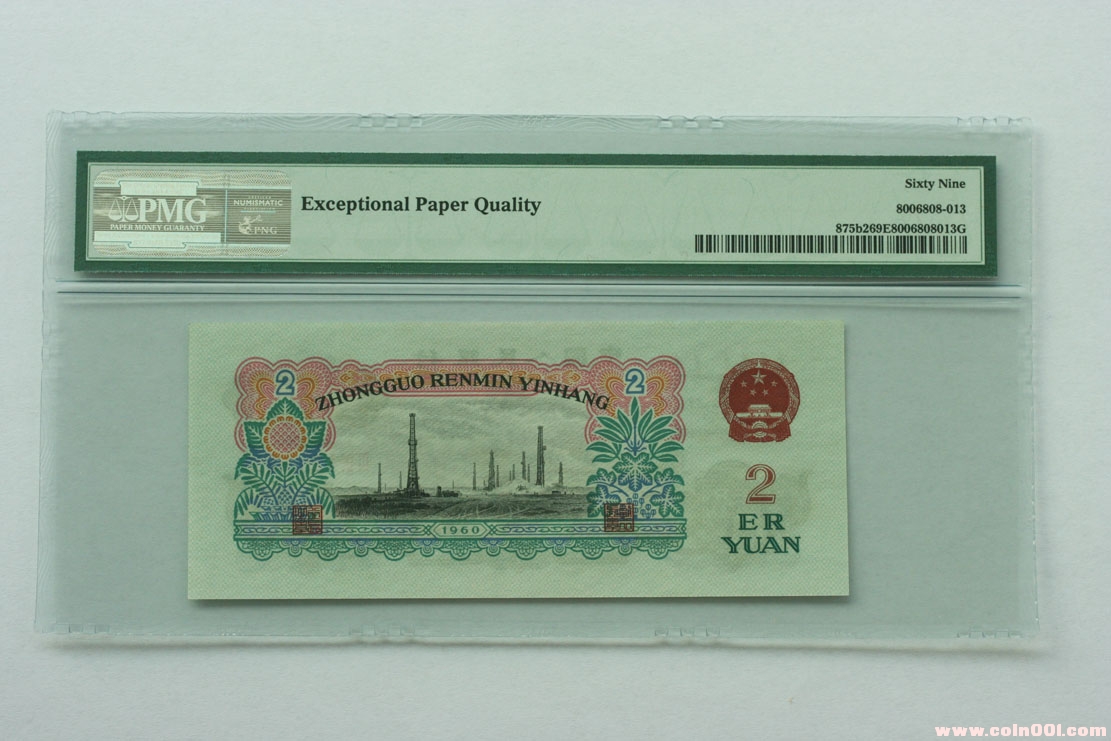 PMG
PAPER MONEY GUARANTY
NUMISMATIC
PNG
Exceptional Paper Quality
Sixty Nine
8006808-013
875b269E8006808013G
2
ZHONGGUO RENMIN YINHANG
2
1960
2
ER
YUAN
www.coin001.com